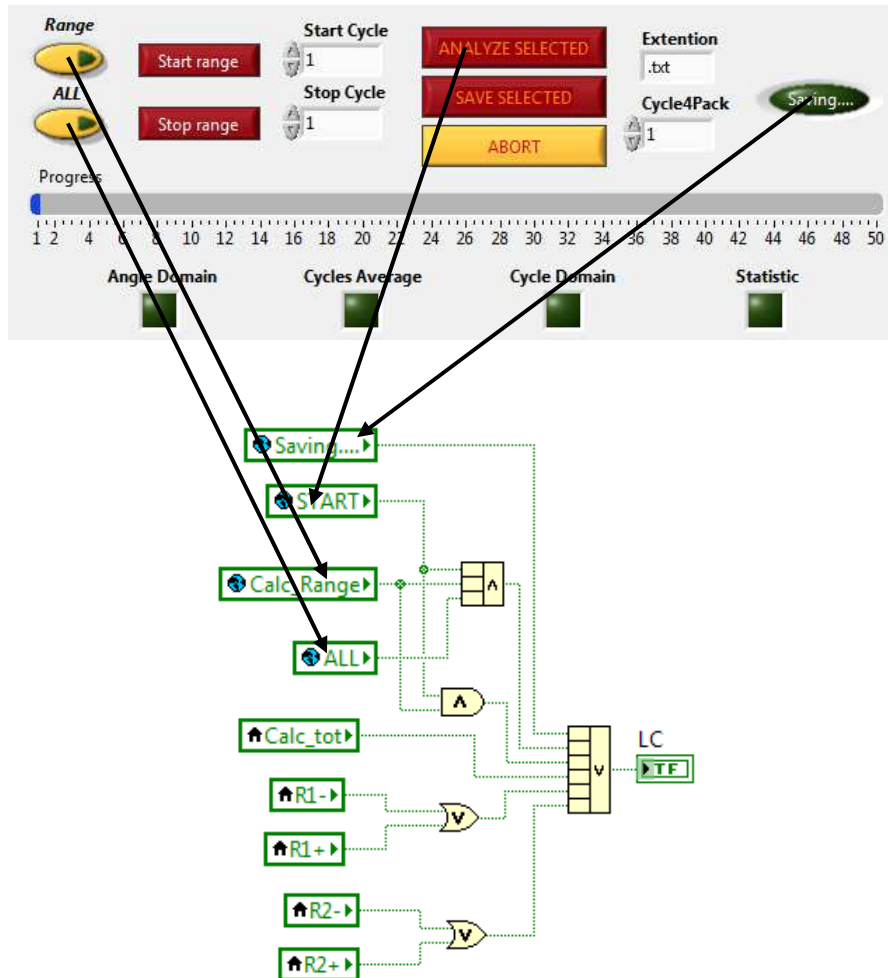 Range
Start Cycle
Start range
1
ANALYZE SELECTED
Extention
.txt
ALL
Stop Cycle
Stop range
1
SAVE SELECTED
Cycle4Pack
1
Saving....
ABORT
Progress
1 2 4 6 8 10 12 14 16 18 20 22 24 26 28 30 32 34 36 38 40 42 44 46 48 50
Angle Domain Cycles Average Cycle Domain Statistic
Saving....
START
Calc_Range
ALL
Calc_tot
LC
TF
R1-
R1+
R2-
R2+